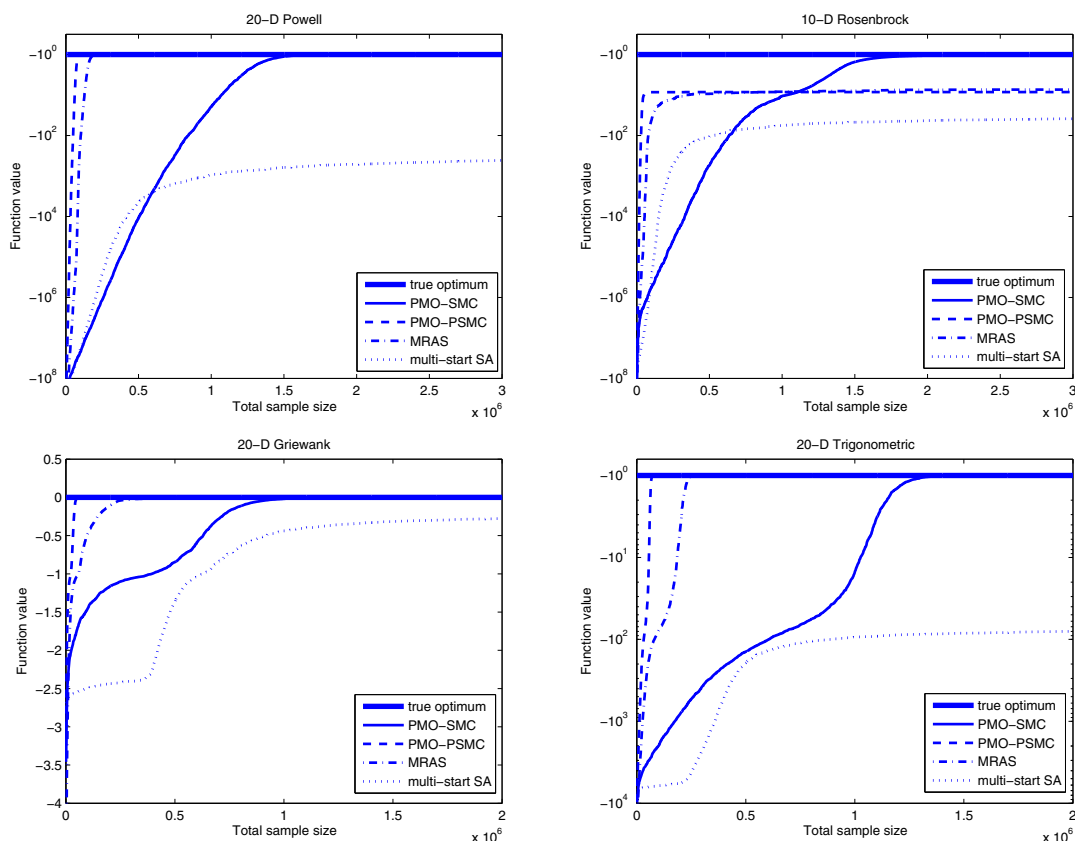 20-D Powell
Function value
-10^0
-10^2
-10^4
-10^6
-10^8
true optimum
PMO-SMC
PMO-PSMC
MRAS
multi-start SA
0 0.5 1 1.5 2 2.5 3
Total sample size
x 10^6
10-D Rosenbrock
Function value
-10^0
-10^2
-10^4
-10^6
-10^8
true optimum
PMO-SMC
PMO-PSMC
MRAS
multi-start SA
0 0.5 1 1.5 2 2.5 3
Total sample size
x 10^6
20-D Griewank
Function value
0.5
0
-0.5
-1
-1.5
-2
-2.5
-3
-3.5
-4
true optimum
PMO-SMC
PMO-PSMC
MRAS
multi-start SA
0 0.5 1 1.5 2
Total sample size
x 10^6
20-D Trigonometric
Function value
-10^0
-10^1
-10^2
-10^3
-10^4
true optimum
PMO-SMC
PMO-PSMC
MRAS
multi-start SA
0 0.5 1 1.5 2
Total sample size
x 10^6